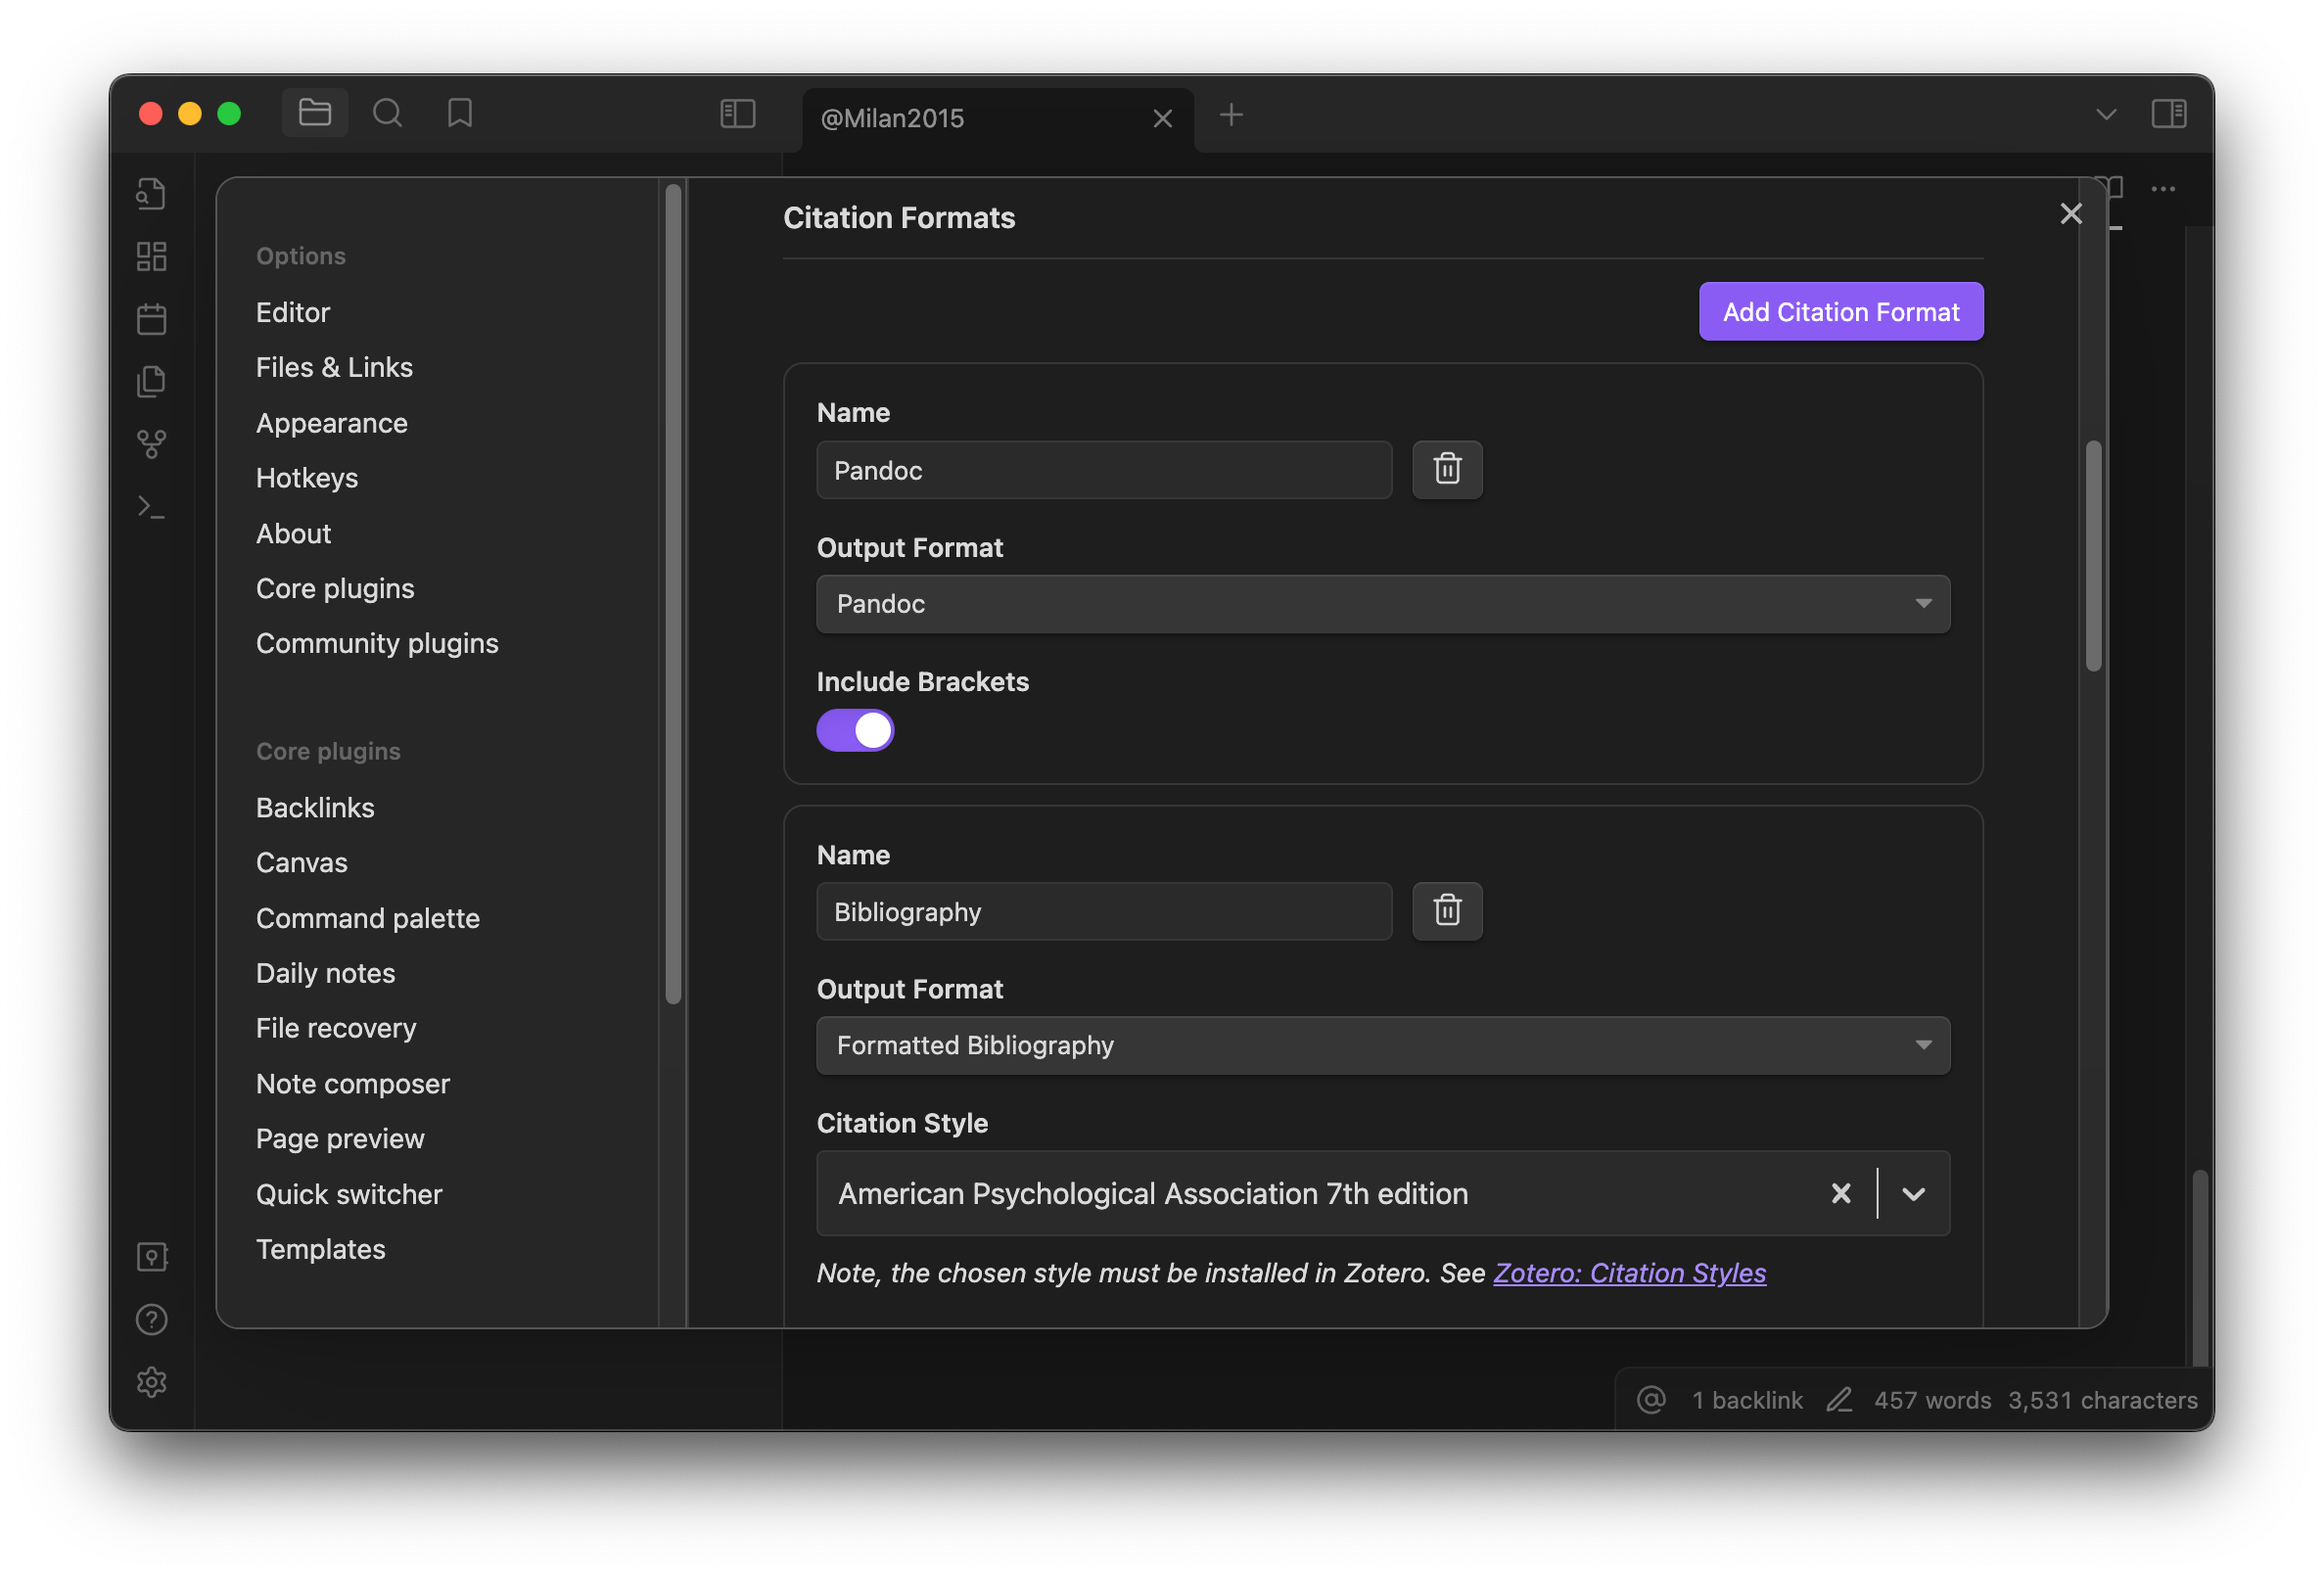 @Milan2015
Options
Editor
Files & Links
Appearance
Hotkeys
About
Core plugins
Community plugins
Core plugins
Backlinks
Canvas
Command palette
Daily notes
File recovery
Note composer
Page preview
Quick switcher
Templates
Citation Formats
Add Citation Format
Name
Pandoc
Output Format
Pandoc
Include Brackets
Name
Bibliography
Output Format
Formatted Bibliography
Citation Style
American Psychological Association 7th edition
Note, the chosen style must be installed in Zotero. See Zotero: Citation Styles
1 backlink 457 words 3,531 characters